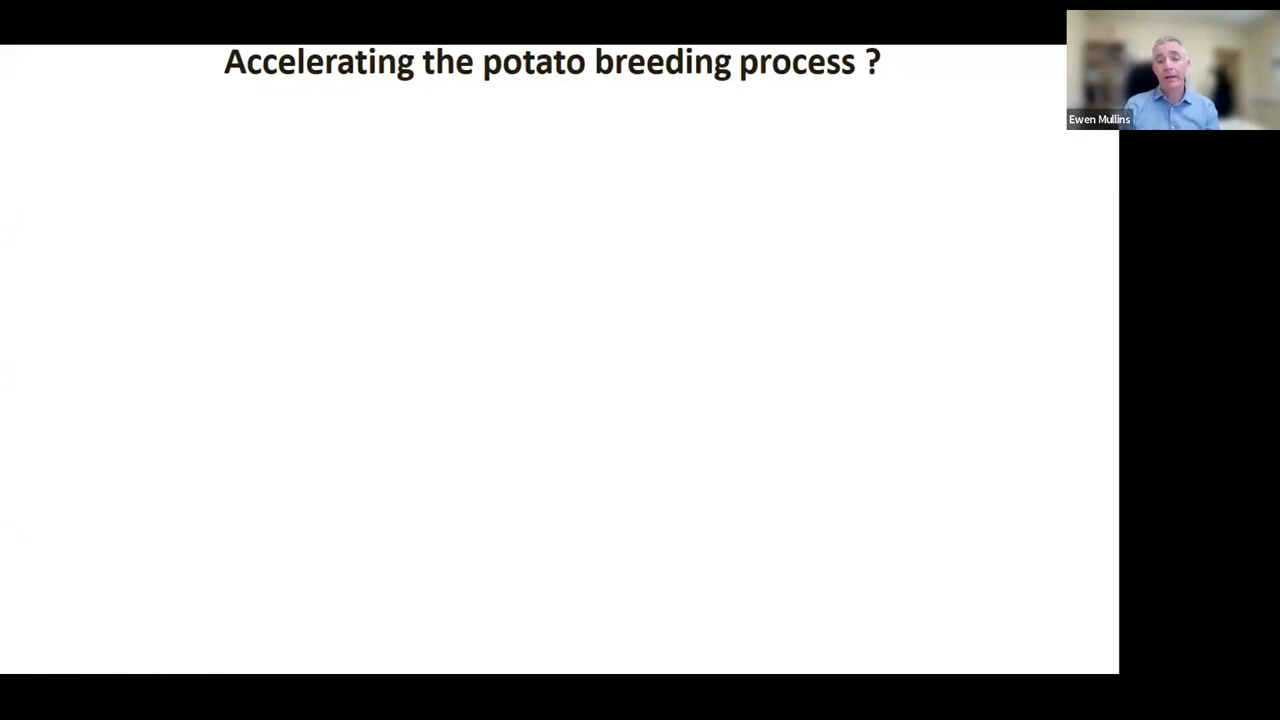 Accelerating the potato breeding process ?
Ewen Mullins